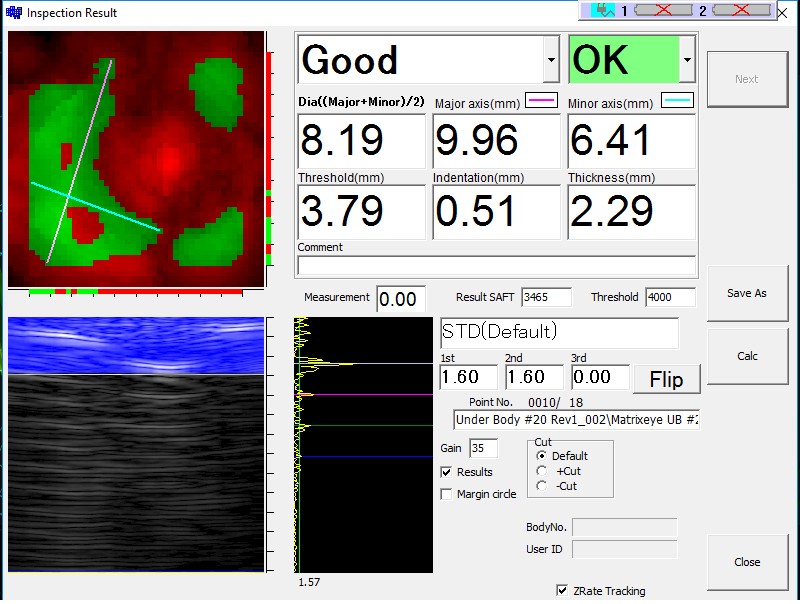 Inspection Result
1 2
Good OK Next
Dia((Major+Minor)/2) Major axis(mm) Minor axis(mm)
8.19 9.96 6.41
Threshold(mm) Indentation(mm) Thickness(mm)
3.79 0.51 2.29
Comment
Measurement 0.00 Result SAFT 3465 Threshold 4000 Save As
STD(Default)
1st 2nd 3rd Calc
1.60 1.60 0.00 Flip
Point No. 0010/ 18
Under Body #20 Rev1_002\Matrixeye UB #2
Gain 35 Cut
Default
Results +Cut
Margin circle -Cut
BodyNo.
User ID
Close
1.57
ZRate Tracking